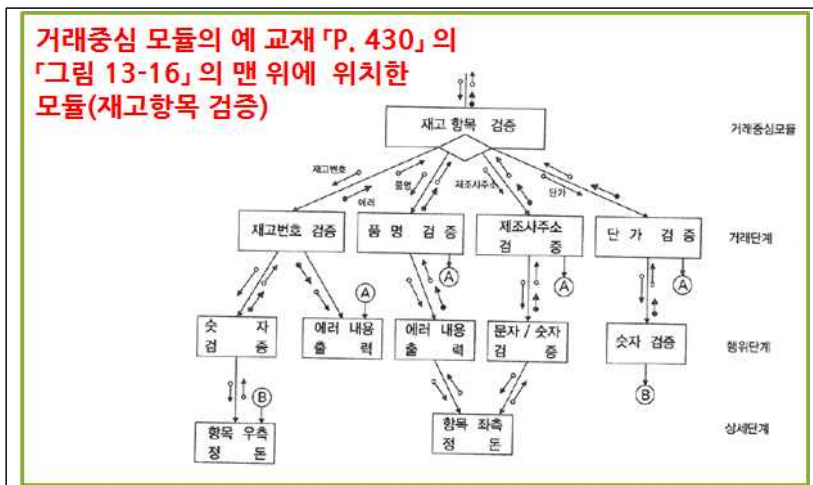 거래중심 모듈의 예 교재 「P. 430」의
「그림 13-16」의 맨 위에 위치한
모듈(재고항목 검증)
재고 항목 검증
거래중심모듈
재고번호
에러
품명
제조사주소
단가
재고번호 검증
품 명 검 증
제조사주소
검 증
단 가 검 증
거래단계
A
A
A
A
숫 자
검 증
에러 내용
출 력
에러 내용
출 력
문자 / 숫자
검 증
숫자 검증
행위단계
B
B
항목 우측
정 돈
항목 좌측
정 돈
상세단계